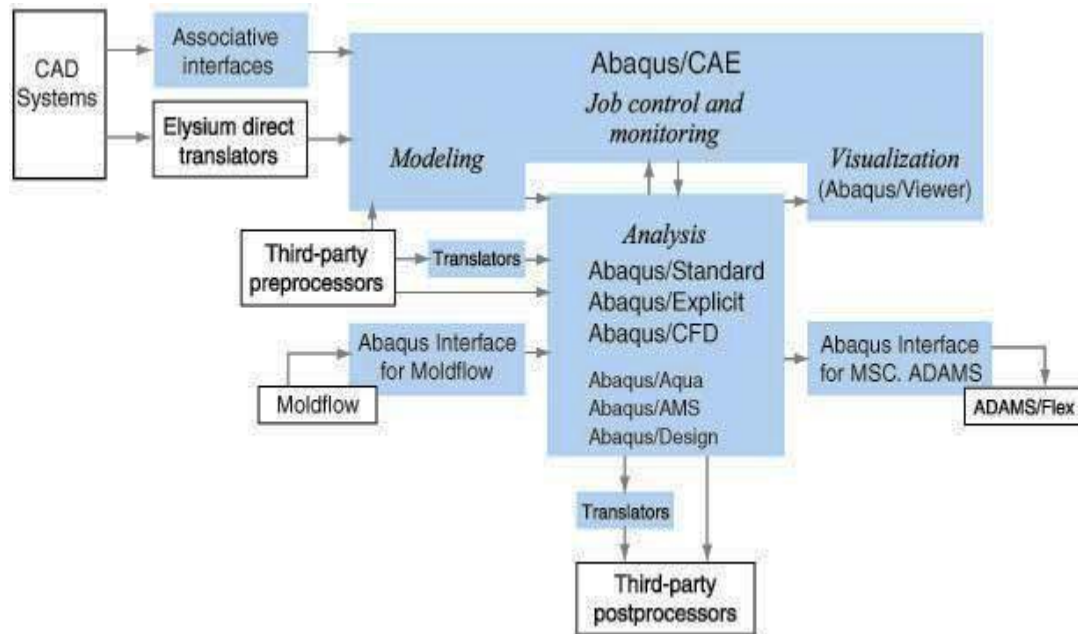 CAD
Systems
Associative
interfaces
Elysium direct
translators
Abaqus/CAE
Job control and
monitoring
Modeling
Visualization
(Abaqus/Viewer)
Third-party
preprocessors
Translators
Analysis
Abaqus/Standard
Abaqus/Explicit
Abaqus/CFD
Abaqus/Aqua
Abaqus/AMS
Abaqus/Design
Abaqus Interface
for Moldflow
Moldflow
Abaqus Interface
for MSC. ADAMS
ADAMS/Flex
Translators
Third-party
postprocessors